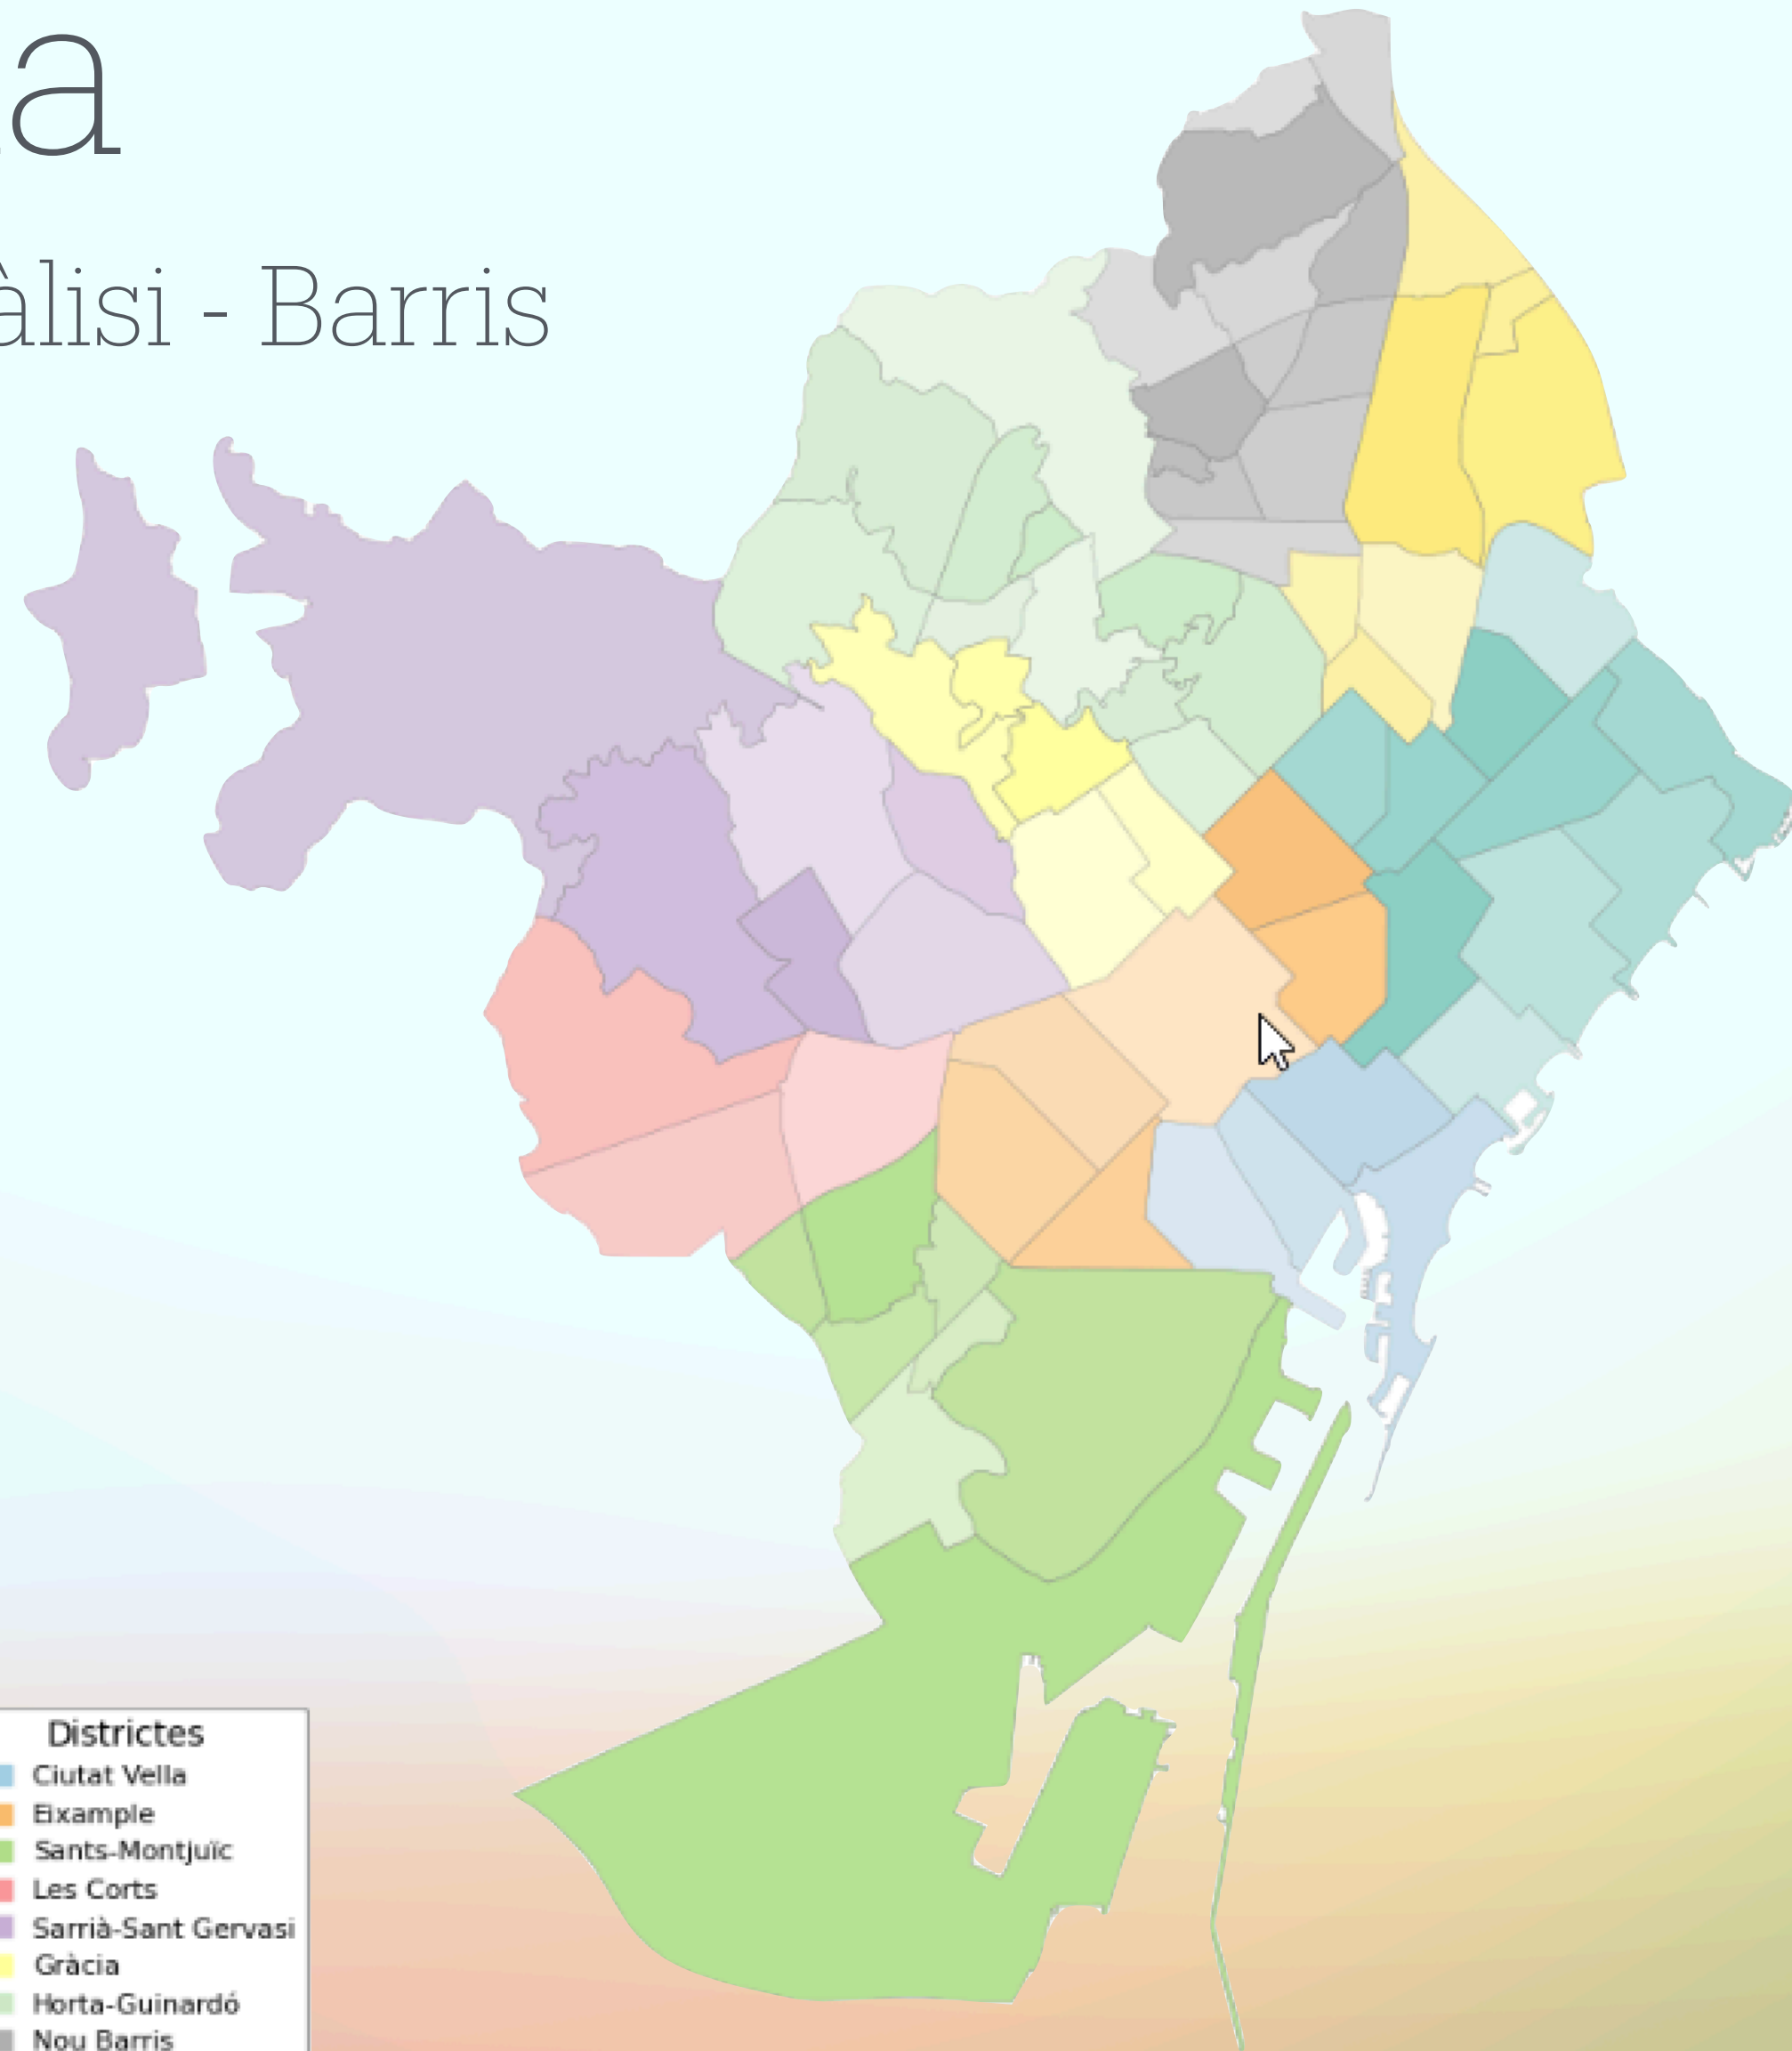 a
àlisi - Barris
Districtes
Ciutat Vella
Eixample
Sants-Montjuïc
Les Corts
Sarrià-Sant Gervasi
Gràcia
Horta-Guinardó
Nou Barris